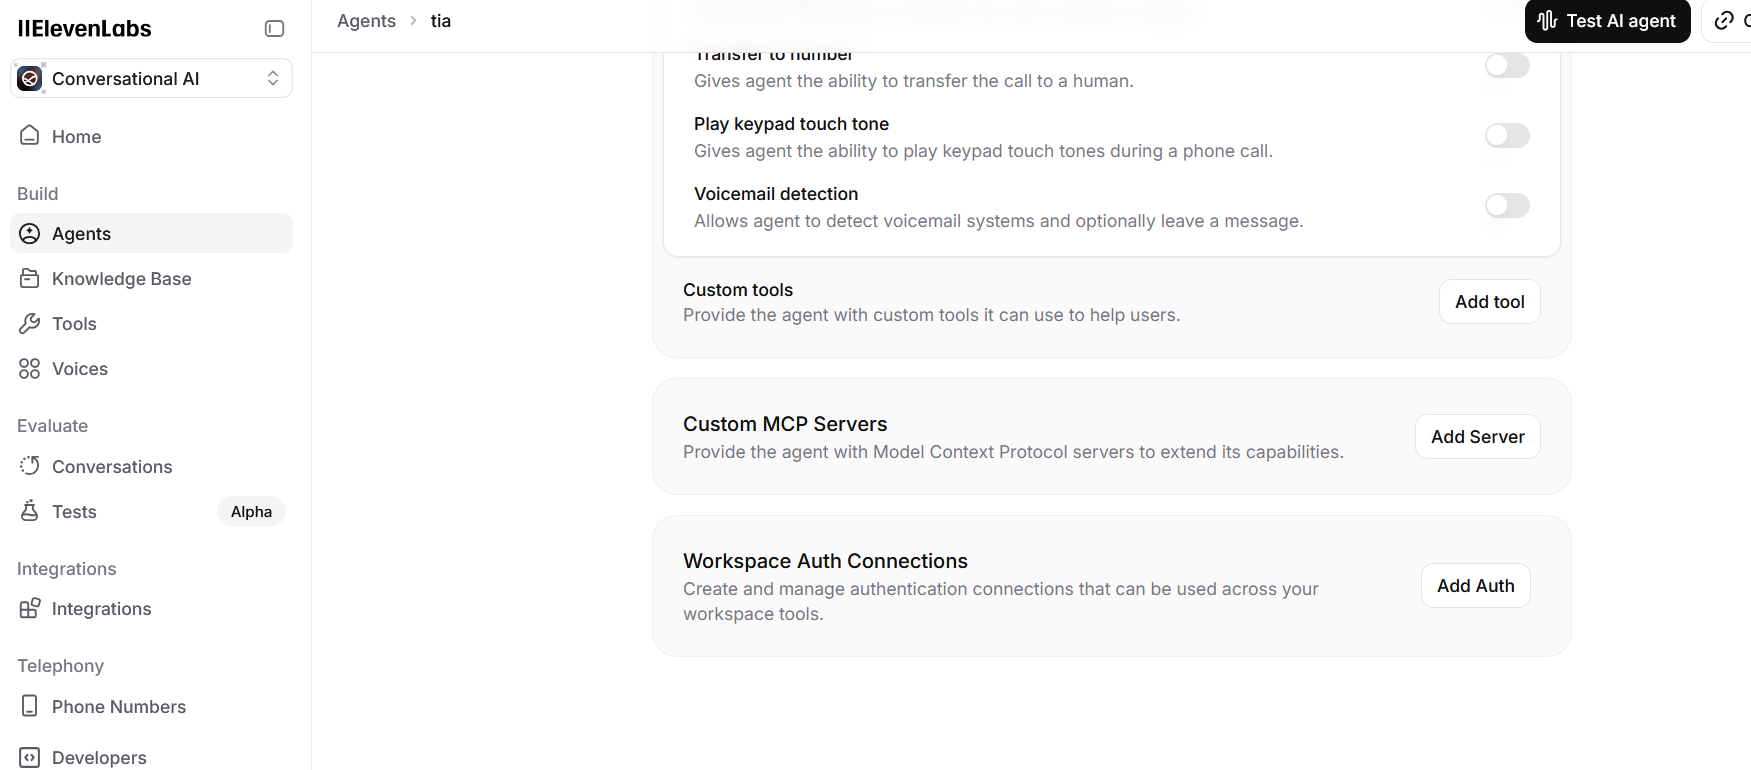 IIElevenLabs
Conversational AI
Home
Build
Agents
Knowledge Base
Tools
Voices
Evaluate
Conversations
Tests
Alpha
Integrations
Integrations
Telephony
Phone Numbers
Developers
Agents > tia
Test AI agent
Transfer to number
Gives agent the ability to transfer the call to a human.
Play keypad touch tone
Gives agent the ability to play keypad touch tones during a phone call.
Voicemail detection
Allows agent to detect voicemail systems and optionally leave a message.
Custom tools
Provide the agent with custom tools it can use to help users.
Add tool
Custom MCP Servers
Provide the agent with Model Context Protocol servers to extend its capabilities.
Add Server
Workspace Auth Connections
Create and manage authentication connections that can be used across your
workspace tools.
Add Auth